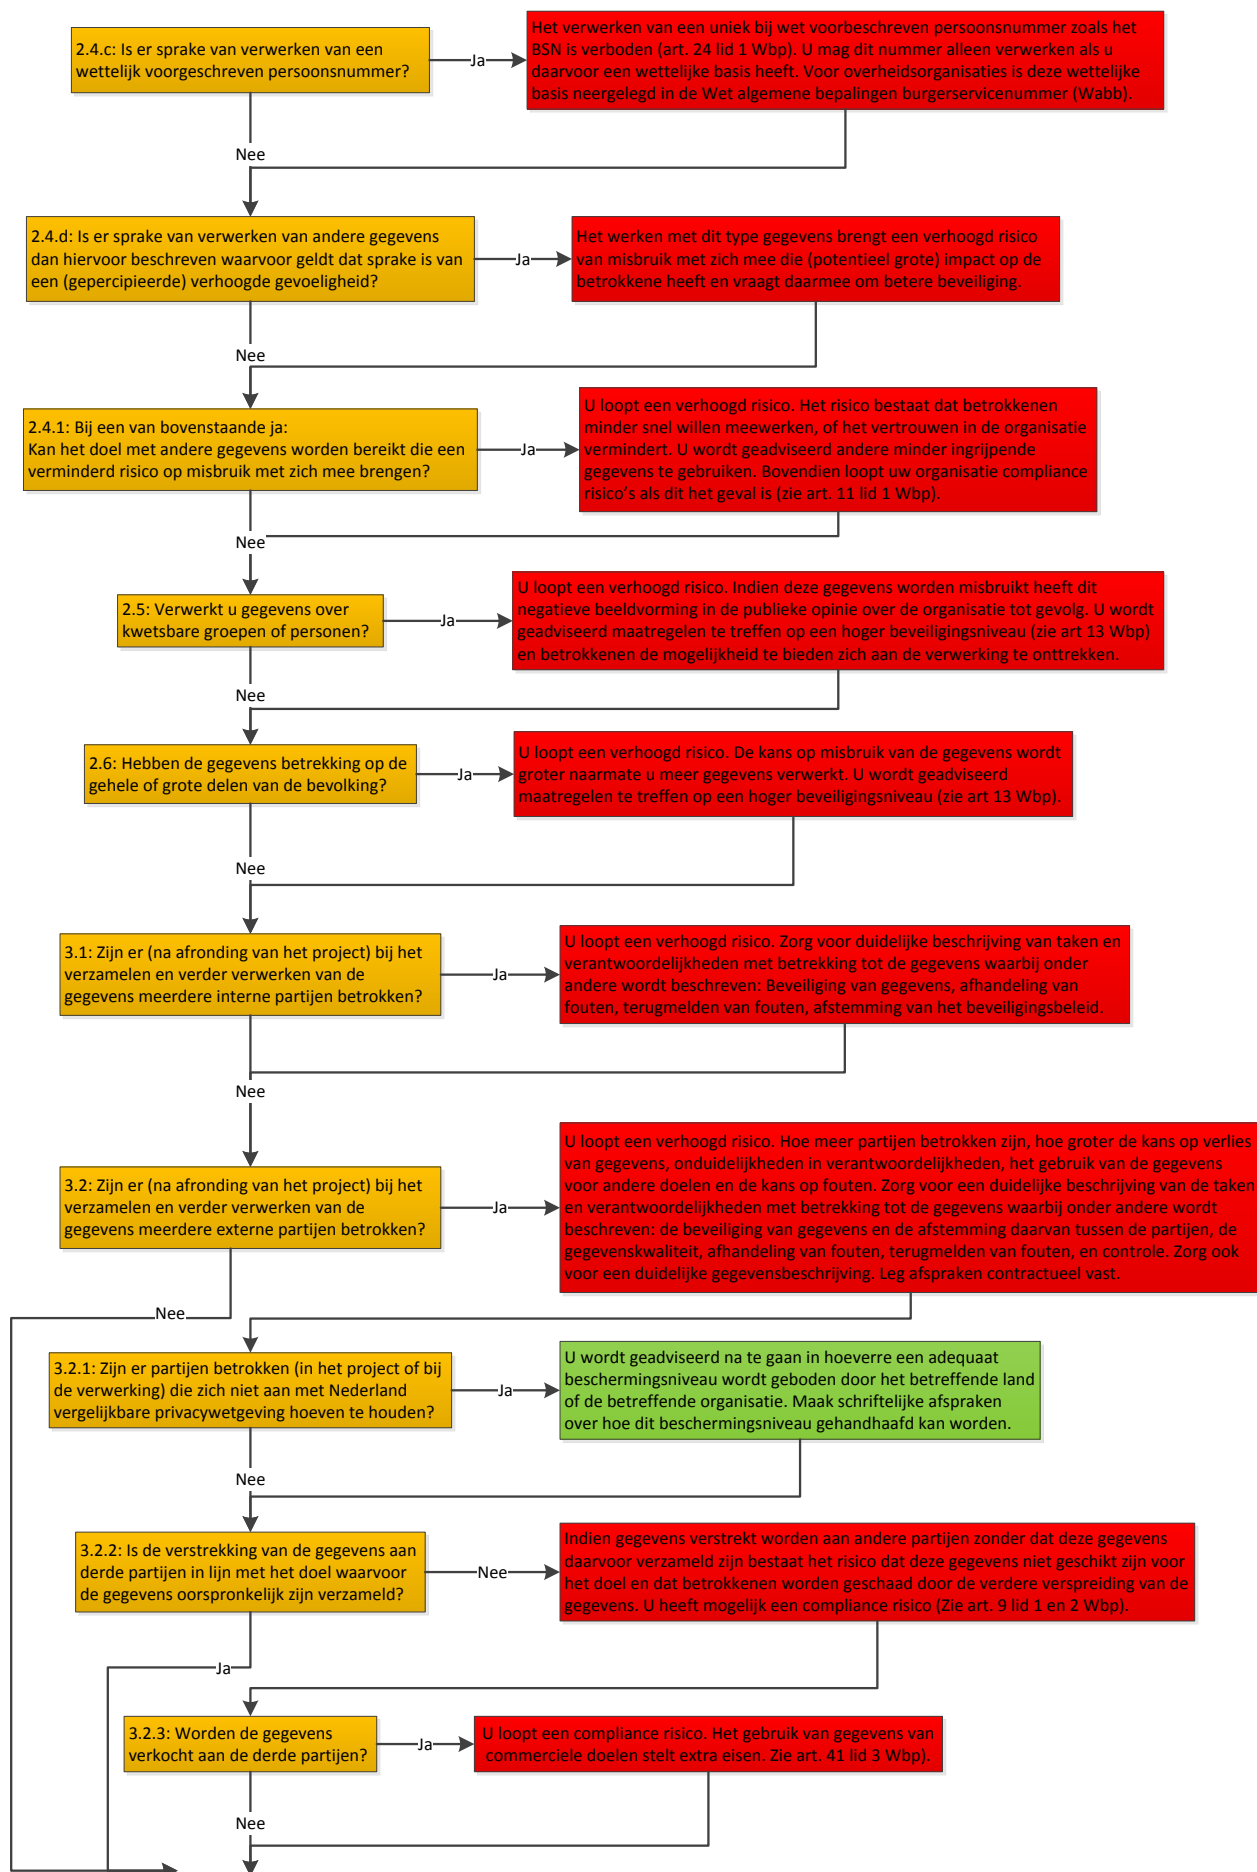 2.4.c: Is er sprake van verwerken van een
wettelijk voorgeschreven persoonsnummer?
Ja
Het verwerken van een uniek bij wet voorbeschreven persoonsnummer zoals het
BSN is verboden (art. 24 lid 1 Wbp). U mag dit nummer alleen verwerken als u
daarvoor een wettelijke basis heeft. Voor overheidsorganisaties is deze wettelijke
basis neergelegd in de Wet algemene bepalingen burgerservicenummer (Wabb).
Nee
2.4.d: Is er sprake van verwerken van andere gegevens
dan hiervoor beschreven waarvoor geldt dat sprake is van
een (gepercipieerde) verhoogde gevoeligheid?
Ja
Het werken met dit type gegevens brengt een verhoogd risico
van misbruik met zich mee die (potentieel grote) impact op de
betrokkene heeft en vraagt daarmee om betere beveiliging.
Nee
2.4.1: Bij een van bovenstaande ja:
Kan het doel met andere gegevens worden bereikt die een
verminderd risico op misbruik met zich mee brengen?
Ja
U loopt een verhoogd risico. Het risico bestaat dat betrokkenen
minder snel willen meewerken, of het vertrouwen in de organisatie
vermindert. U wordt geadviseerd andere minder ingrijpende
gegevens te gebruiken. Bovendien loopt uw organisatie compliance
risico's als dit het geval is (zie art. 11 lid 1 Wbp).
Nee
2.5: Verwerkt u gegevens over
kwetsbare groepen of personen?
Ja
U loopt een verhoogd risico. Indien deze gegevens worden misbruikt heeft dit
negatieve beeldvorming in de publieke opinie over de organisatie tot gevolg. U wordt
geadviseerd maatregelen te treffen op een hoger beveiligingsniveau (zie art 13 Wbp)
en betrokkenen de mogelijkheid te bieden zich aan de verwerking te onttrekken.
Nee
2.6: Hebben de gegevens betrekking op de
gehele of grote delen van de bevolking?
Ja
U loopt een verhoogd risico. De kans op misbruik van de gegevens wordt
groter naarmate u meer gegevens verwerkt. U wordt geadviseerd
maatregelen te treffen op een hoger beveiligingsniveau (zie art 13 Wbp).
Nee
3.1: Zijn er (na afronding van het project) bij het
verzamelen en verder verwerken van de
gegevens meerdere interne partijen betrokken?
Ja
U loopt een verhoogd risico. Zorg voor duidelijke beschrijving van taken en
verantwoordelijkheden met betrekking tot de gegevens waarbij onder
andere wordt beschreven: Beveiliging van gegevens, afhandeling van
fouten, terugmelden van fouten, afstemming van het beveiligingsbeleid.
Nee
3.2: Zijn er (na afronding van het project) bij het
verzamelen en verder verwerken van de
gegevens meerdere externe partijen betrokken?
Ja
U loopt een verhoogd risico. Hoe meer partijen betrokken zijn, hoe groter de kans op verlies
van gegevens, onduidelijkheden in verantwoordelijkheden, het gebruik van de gegevens
voor andere doelen en de kans op fouten. Zorg voor een duidelijke beschrijving van de taken
en verantwoordelijkheden met betrekking tot de gegevens waarbij onder andere wordt
beschreven: de beveiliging van gegevens en de afstemming daarvan tussen de partijen, de
gegevenskwaliteit, afhandeling van fouten, terugmelden van fouten, en controle. Zorg ook
voor een duidelijke gegevensbeschrijving. Leg afspraken contractueel vast.
Nee
3.2.1: Zijn er partijen betrokken (in het project of bij
de verwerking) die zich niet aan met Nederland
vergelijkbare privacywetgeving hoeven te houden?
Ja
U wordt geadviseerd na te gaan in hoeverre een adequaat
beschermingsniveau wordt geboden door het betreffende land
of de betreffende organisatie. Maak schriftelijke afspraken
over hoe dit beschermingsniveau gehandhaafd kan worden.
Nee
3.2.2: Is de verstrekking van de gegevens aan
derde partijen in lijn met het doel waarvoor
de gegevens oorspronkelijk zijn verzameld?
Nee
Indien gegevens verstrekt worden aan andere partijen zonder dat deze gegevens
daarvoor verzameld zijn bestaat het risico dat deze gegevens niet geschikt zijn voor
het doel en dat betrokkenen worden geschaad door de verdere verspreiding van de
gegevens. U heeft mogelijk een compliance risico (Zie art. 9 lid 1 en 2 Wbp).
Ja
3.2.3: Worden de gegevens
verkocht aan de derde partijen?
Ja
U loopt een compliance risico. Het gebruik van gegevens van
commerciele doelen stelt extra eisen. Zie art. 41 lid 3 Wbp).
Nee